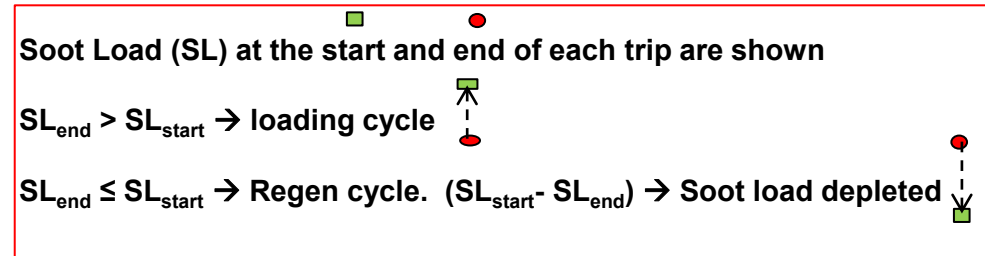 Soot Load (SL) at the start and end of each trip are shown
SLend > SLstart → loading cycle
SLend ≤ SLstart → Regen cycle. (SLstart- SLend) → Soot load depleted